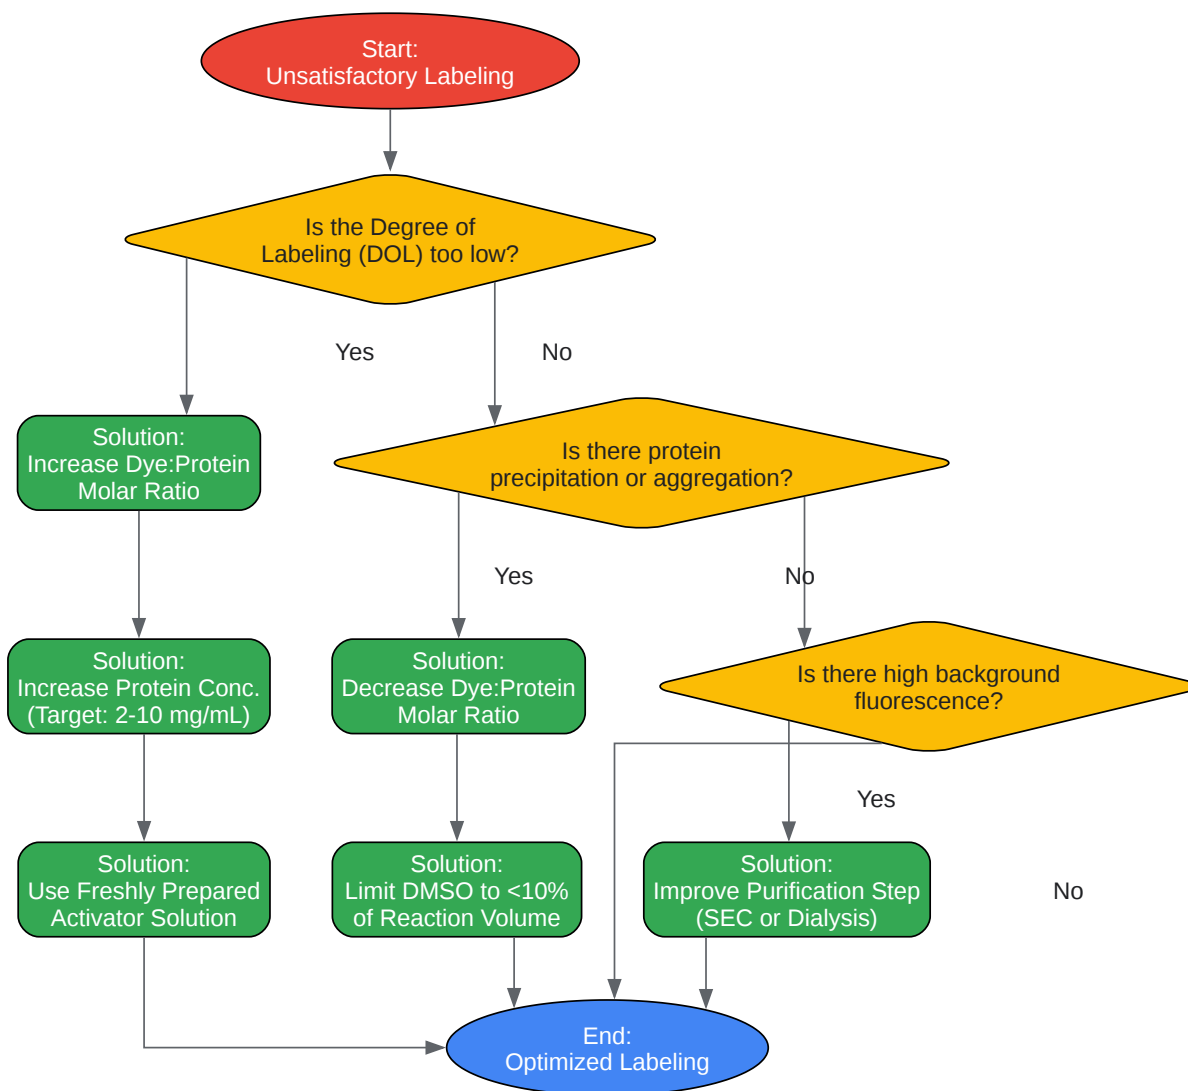 Start:
Unsatisfactory Labeling
Is the Degree of
Labeling (DOL) too low?
Yes
No
Solution:
Increase Dye:Protein
Molar Ratio
Is there protein
precipitation or aggregation?
Yes
No
Solution:
Increase Protein Conc.
(Target: 2-10 mg/mL)
Solution:
Decrease Dye:Protein
Molar Ratio
Is there high background
fluorescence?
Yes
No
Solution:
Use Freshly Prepared
Activator Solution
Solution:
Limit DMSO to <10%
of Reaction Volume
Solution:
Improve Purification Step
(SEC or Dialysis)
End:
Optimized Labeling